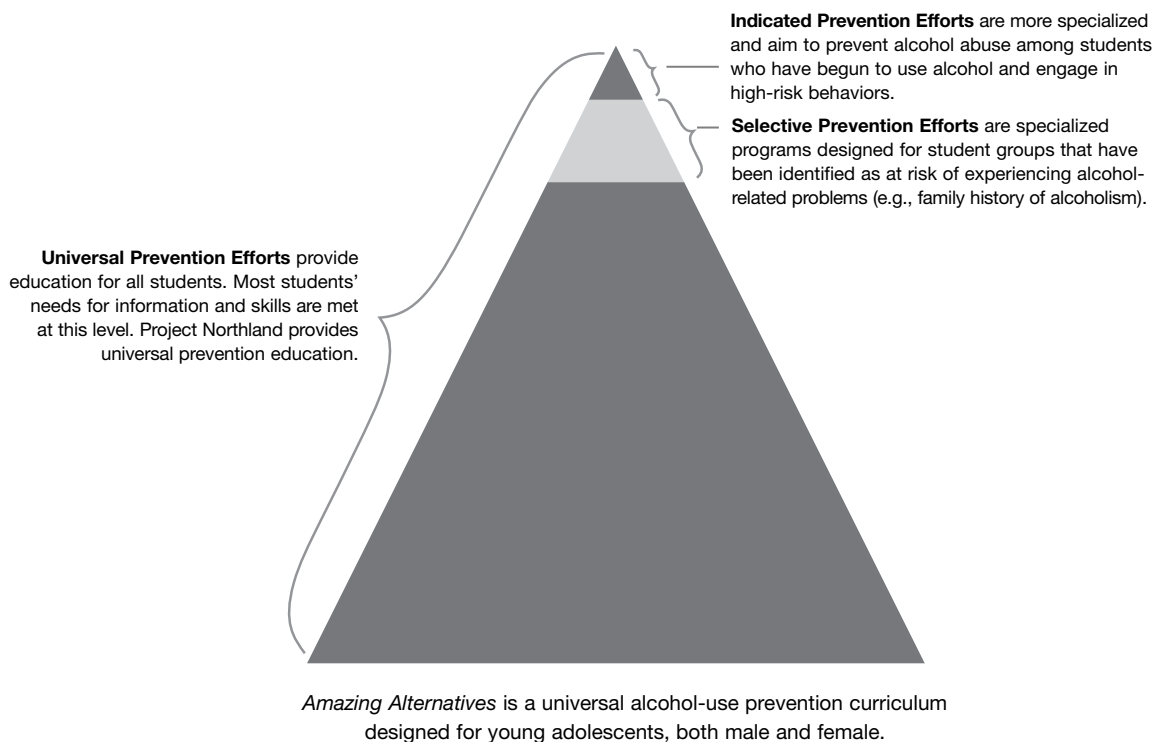 Indicated Prevention Efforts are more specialized
and aim to prevent alcohol abuse among students
who have begun to use alcohol and engage in
high-risk behaviors.
Selective Prevention Efforts are specialized
programs designed for student groups that have
been identified as at risk of experiencing alcohol-
related problems (e.g., family history of alcoholism).
Universal Prevention Efforts provide
education for all students. Most students’
needs for information and skills are met
at this level. Project Northland provides
universal prevention education.
Amazing Alternatives is a universal alcohol-use prevention curriculum
designed for young adolescents, both male and female.